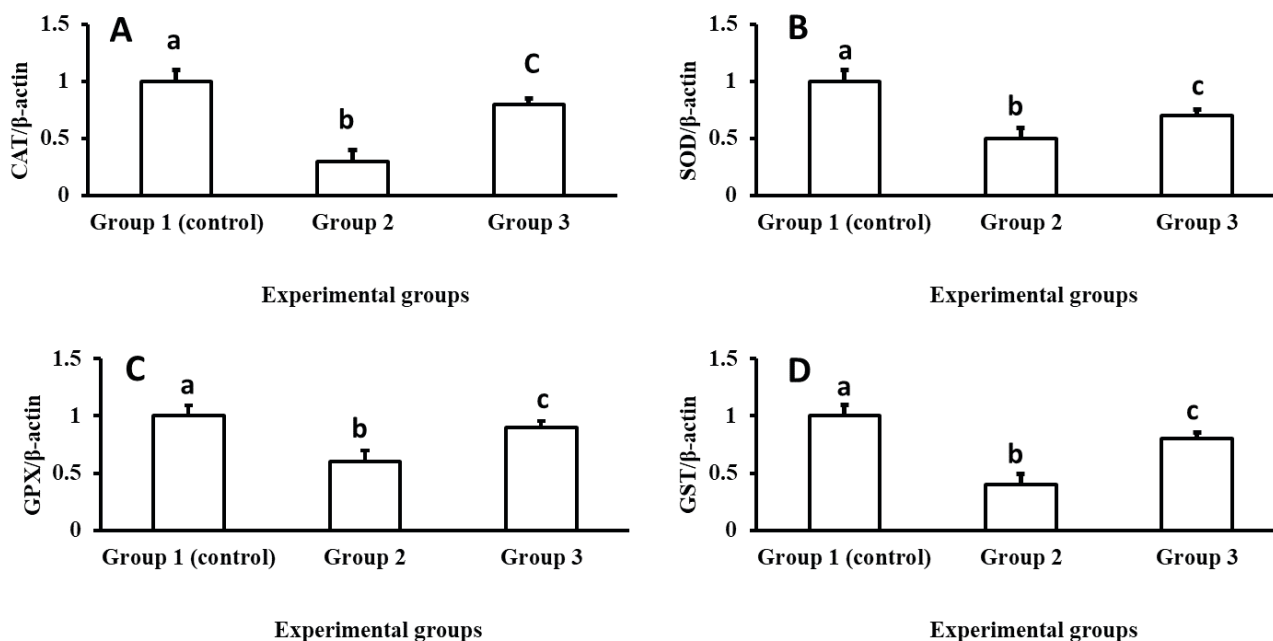 A
CAT/β-actin
1.5
1
0.5
0
a
b
C
Group 1 (control) Group 2 Group 3
Experimental groups
B
SOD/β-actin
1.5
1
0.5
0
a
b
c
Group 1 (control) Group 2 Group 3
Experimental groups
C
GPX/β-actin
1.5
1
0.5
0
a
b
c
Group 1 (control) Group 2 Group 3
Experimental groups
D
GST/β-actin
1.5
1
0.5
0
a
b
c
Group 1 (control) Group 2 Group 3
Experimental groups